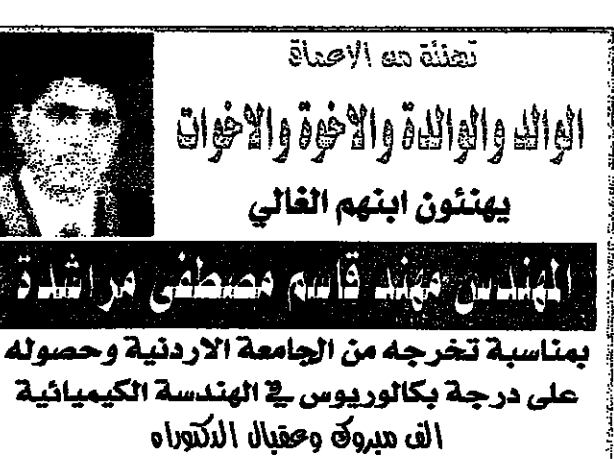 تهنئة من الاعماق
الوالد والوالدة والاخوة والاخوات
يهنئون ابنهم الغالي
المهندس مهند قاسم مصطفى مراشدة
بمناسبة تخرجه من الجامعة الاردنية وحصوله
على درجة بكالوريوس في الهندسة الكيميائية
الف مبروك وعقبال الدكتوراه